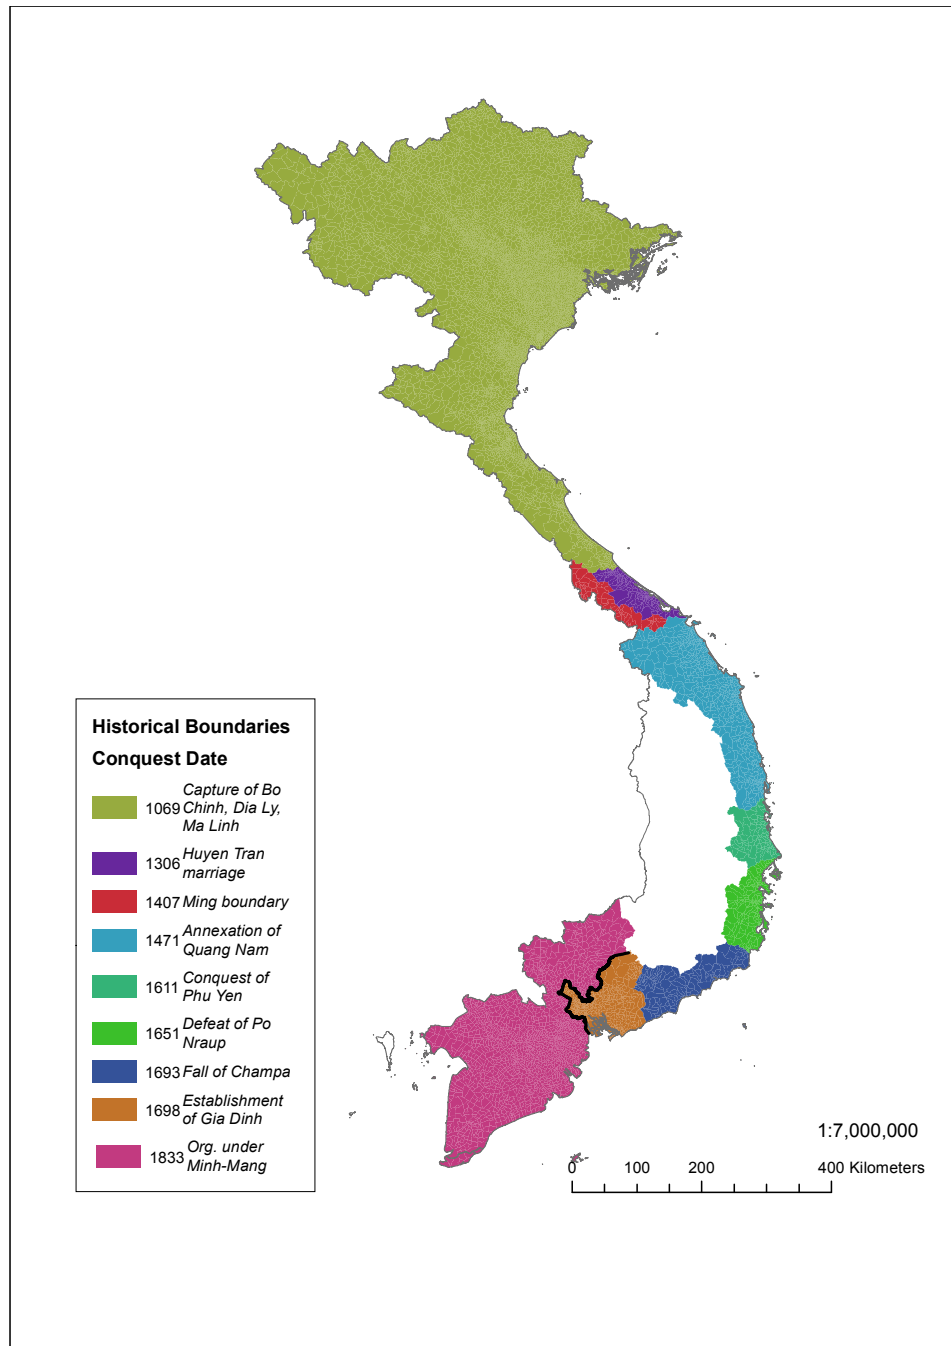 Historical Boundaries
Conquest Date
1069 Capture of Bo
Chinh, Dia Ly,
Ma Linh
1306 Huyen Tran
marriage
1407 Ming boundary
1471 Annexation of
Quang Nam
1611 Conquest of
Phu Yen
1651 Defeat of Po
Nraup
1693 Fall of Champa
1698 Establishment
of Gia Dinh
1833 Org. under
Minh-Mang
1:7,000,000
0 100 200 400 Kilometers